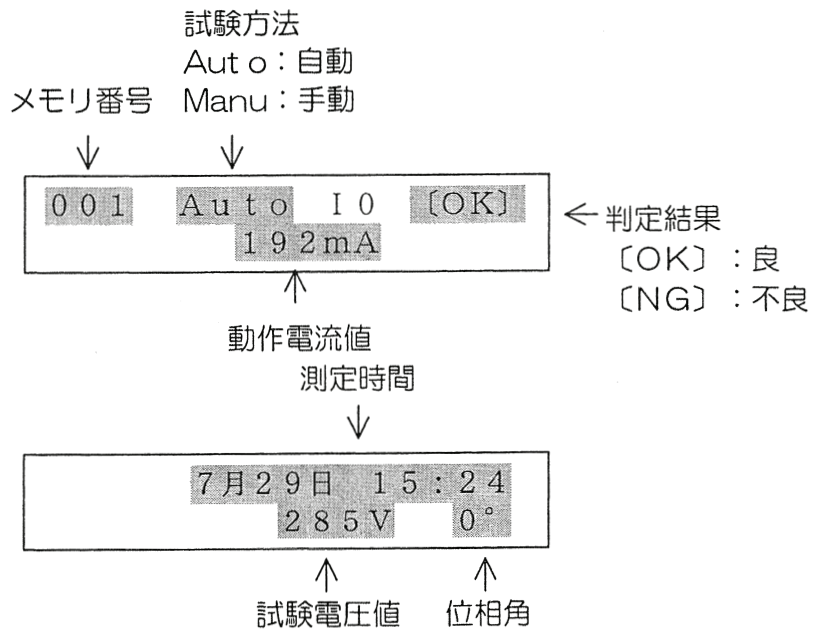 試験方法
Auto：自動
メモリ番号 Manu：手動
001 Auto I0 〔OK〕
192mA
判定結果
〔OK〕：良
〔NG〕：不良
動作電流値
測定時間
7月29日 15:24
285V 0°
試験電圧値 位相角